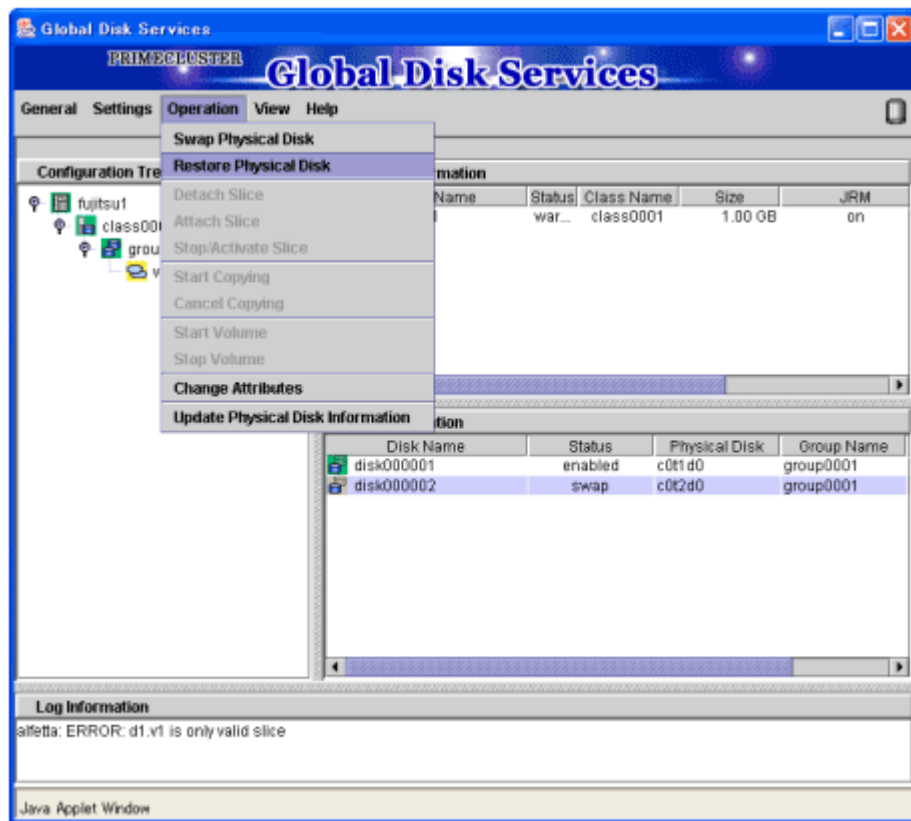 Global Disk Services
PRIMECLUSTER
Global Disk Services
General Settings Operation View Help
Swap Physical Disk
Restore Physical Disk
Detach Slice
Attach Slice
Stop/Activate Slice
Start Copying
Cancel Copying
Start Volume
Stop Volume
Change Attributes
Update Physical Disk Information
Configuration Tre
fujitsu1
class00
grou
v
mation
Name Status Class Name Size JRM
war... class0001 1.00 GB on
tion
Disk Name Status Physical Disk Group Name
disk000001 enabled c0t1d0 group0001
disk000002 swap c0t2d0 group0001
Log Information
alfetta: ERROR: d1.v1 is only valid slice
Java Applet Window